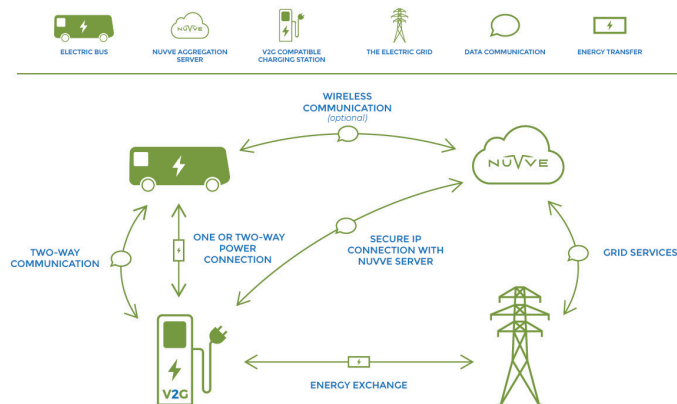 NUVVE
ELECTRIC BUS
NUVVE AGGREGATION
SERVER
V2G COMPATIBLE
CHARGING STATION
THE ELECTRIC GRID
DATA COMMUNICATION
ENERGY TRANSFER
WIRELESS
COMMUNICATION
(optional)
NUVVE
TWO-WAY
COMMUNICATION
ONE OR TWO-WAY
POWER
CONNECTION
SECURE IP
CONNECTION WITH
NUVVE SERVER
GRID SERVICES
V2G
ENERGY EXCHANGE